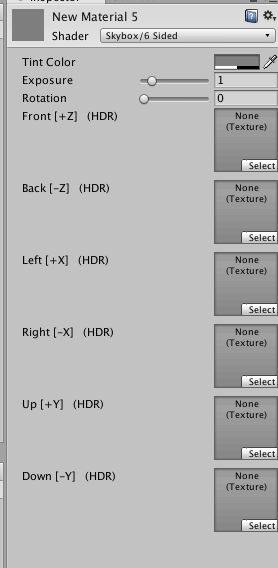 Inspector
New Material 5
Shader Skybox/6 Sided
Tint Color
Exposure 1
Rotation 0
Front [+Z] (HDR) None
(Texture)
Select
Back [−Z] (HDR) None
(Texture)
Select
Left [+X] (HDR) None
(Texture)
Select
Right [−X] (HDR) None
(Texture)
Select
Up [+Y] (HDR) None
(Texture)
Select
Down [−Y] (HDR) None
(Texture)
Select